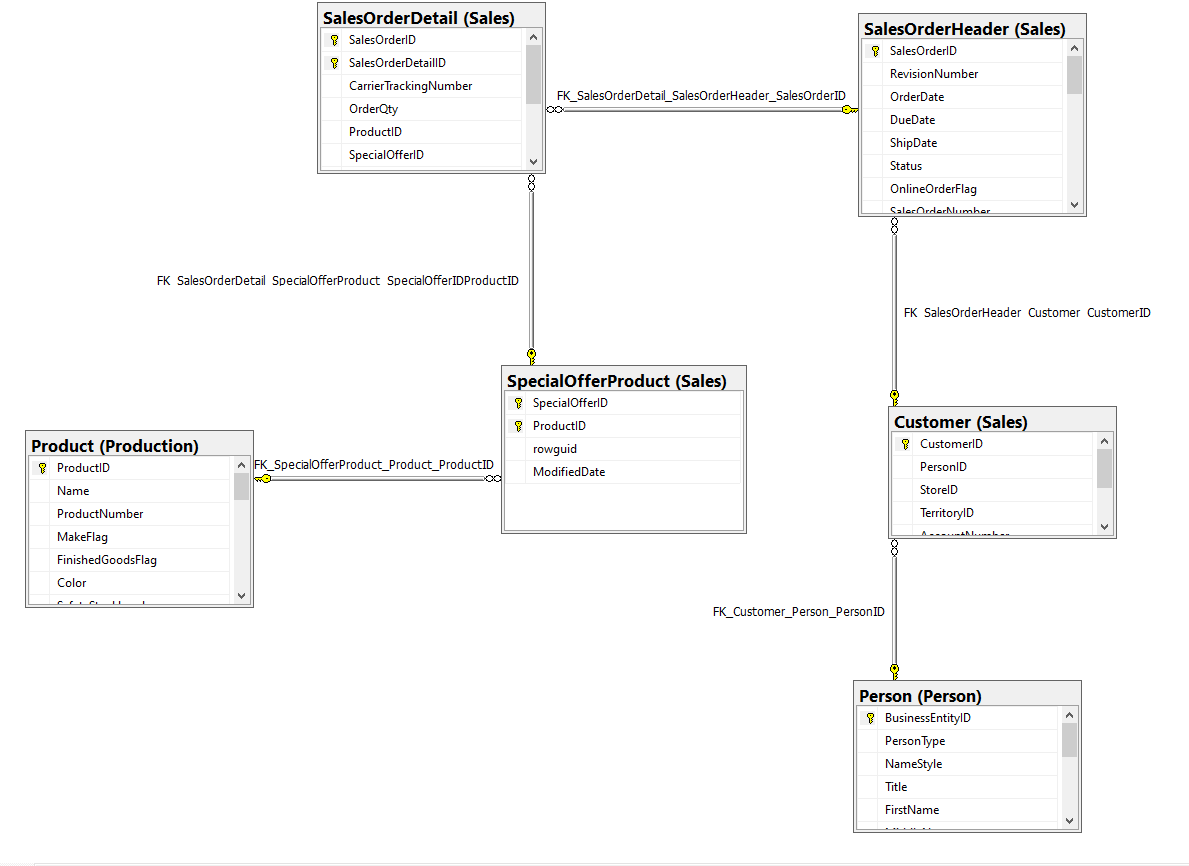 SalesOrderDetail (Sales)
SalesOrderID
SalesOrderDetailID
CarrierTrackingNumber
OrderQty
ProductID
SpecialOfferID
SalesOrderHeader (Sales)
SalesOrderID
RevisionNumber
OrderDate
DueDate
ShipDate
Status
OnlineOrderFlag
SalesOrderNumber
FK_SalesOrderDetail_SalesOrderHeader_SalesOrderID
FK_SalesOrderDetail_SpecialOfferProduct_SpecialOfferIDProductID
FK_SalesOrderHeader_Customer_CustomerID
SpecialOfferProduct (Sales)
SpecialOfferID
ProductID
rowguid
ModifiedDate
Product (Production)
ProductID
Name
ProductNumber
MakeFlag
FinishedGoodsFlag
Color
FK_SpecialOfferProduct_Product_ProductID
Customer (Sales)
CustomerID
PersonID
StoreID
TerritoryID
AccountNumber
FK_Customer_Person_PersonID
Person (Person)
BusinessEntityID
PersonType
NameStyle
Title
FirstName